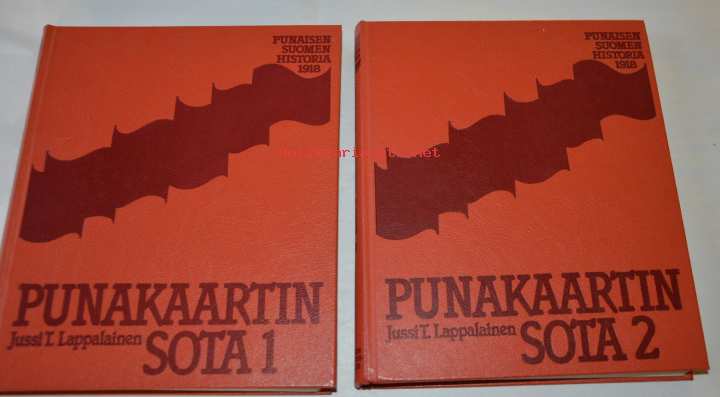 PUNAISEN
SUOMEN
HISTORIA
1918
PUNAKAARTIN
Jussi T. Lappalainen
SOTA 1
PUNAISEN
SUOMEN
HISTORIA
1918
PUNAKAARTIN
Jussi T. Lappalainen
SOTA 2